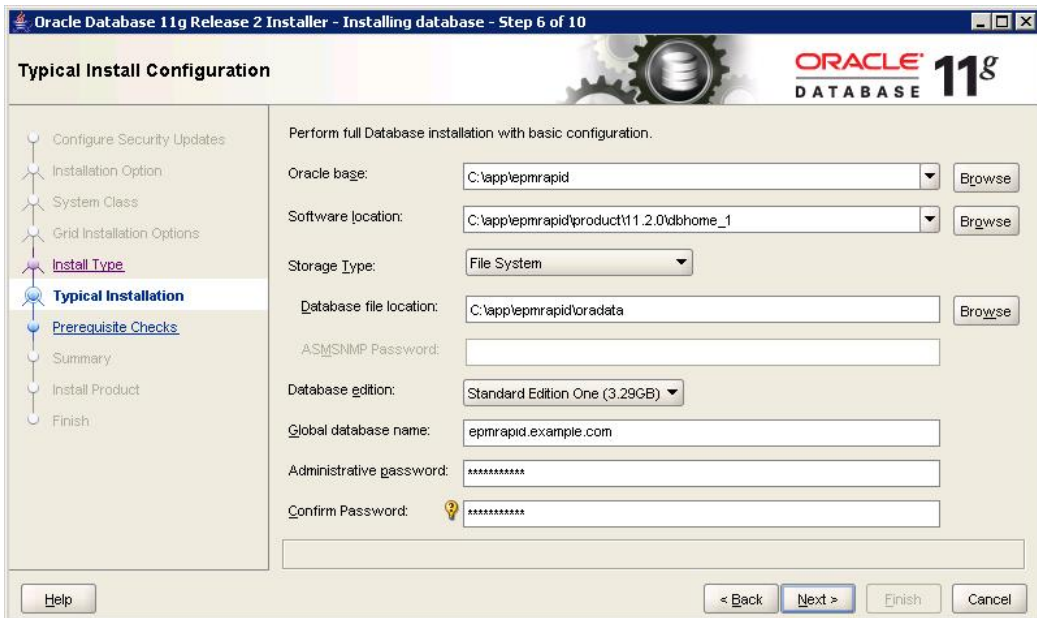 Oracle Database 11g Release 2 Installer - Installing database - Step 6 of 10
Typical Install Configuration
ORACLE DATABASE 11g
Configure Security Updates
Installation Option
System Class
Grid Installation Options
Install Type
Typical Installation
Prerequisite Checks
Summary
Install Product
Finish
Perform full Database installation with basic configuration.
Oracle base: C:\app\epmrapid Browse
Software location: C:\app\epmrapid\product\11.2.0\dbhome_1 Browse
Storage Type: File System
Database file location: C:\app\epmrapid\oradata Browse
ASMSNMP Password:
Database edition: Standard Edition One (3.29GB)
Global database name: epmrapid.example.com
Administrative password: ***********
Confirm Password: ***********
Help < Back Next > Finish Cancel